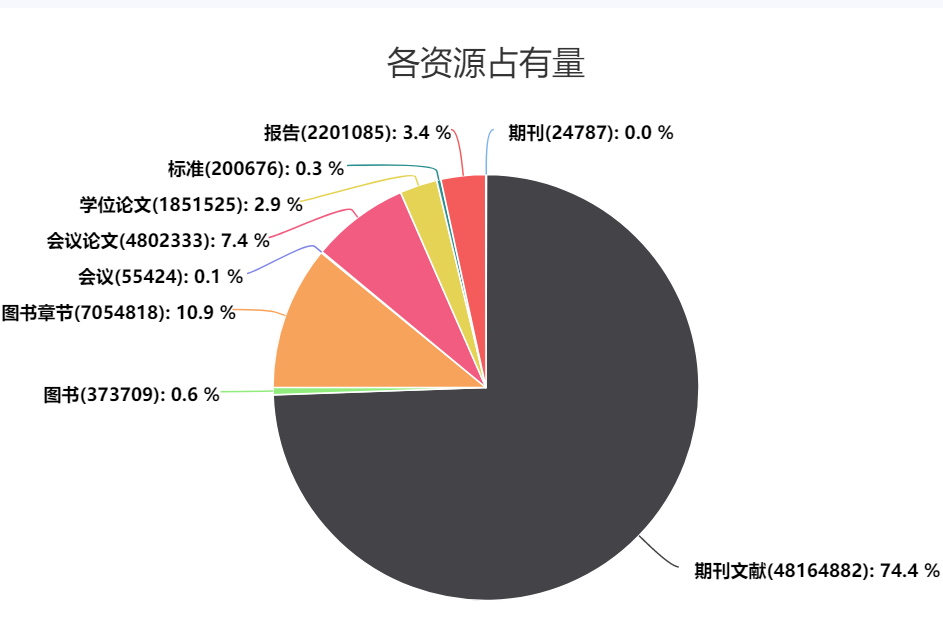 各资源占有量
报告(2201085): 3.4 %
期刊(24787): 0.0 %
标准(200676): 0.3 %
学位论文(1851525): 2.9 %
会议论文(4802333): 7.4 %
会议(55424): 0.1 %
图书章节(7054818): 10.9 %
图书(373709): 0.6 %
期刊文献(48164882): 74.4 %